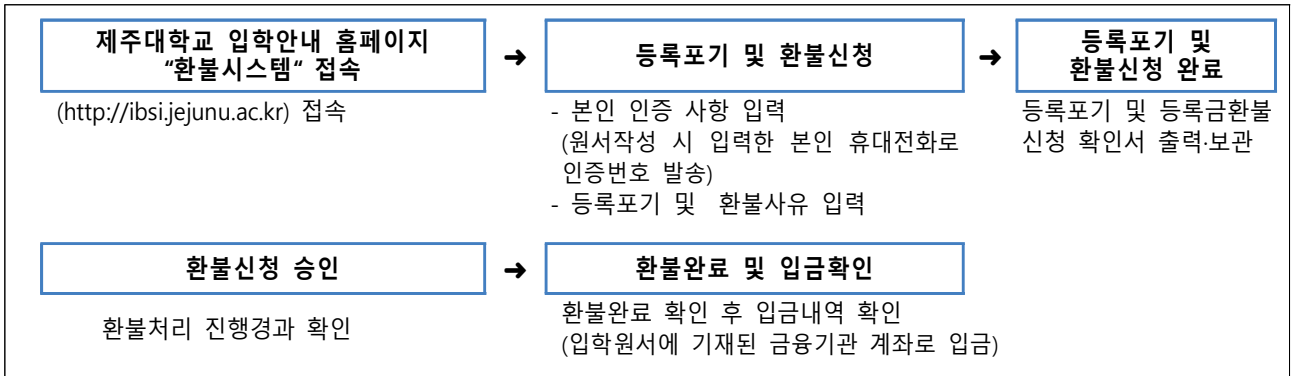 제주대학교 입학안내 홈페이지
“환불시스템“ 접속
(http://ibsi.jejunu.ac.kr) 접속
➜
등록포기 및 환불신청
- 본인 인증 사항 입력
(원서작성 시 입력한 본인 휴대전화로
인증번호 발송)
- 등록포기 및 환불사유 입력
➜
등록포기 및
환불신청 완료
등록포기 및 등록금환불
신청 확인서 출력·보관
환불신청 승인
환불처리 진행경과 확인
➜
환불완료 및 입금확인
환불완료 확인 후 입금내역 확인
(입학원서에 기재된 금융기관 계좌로 입금)